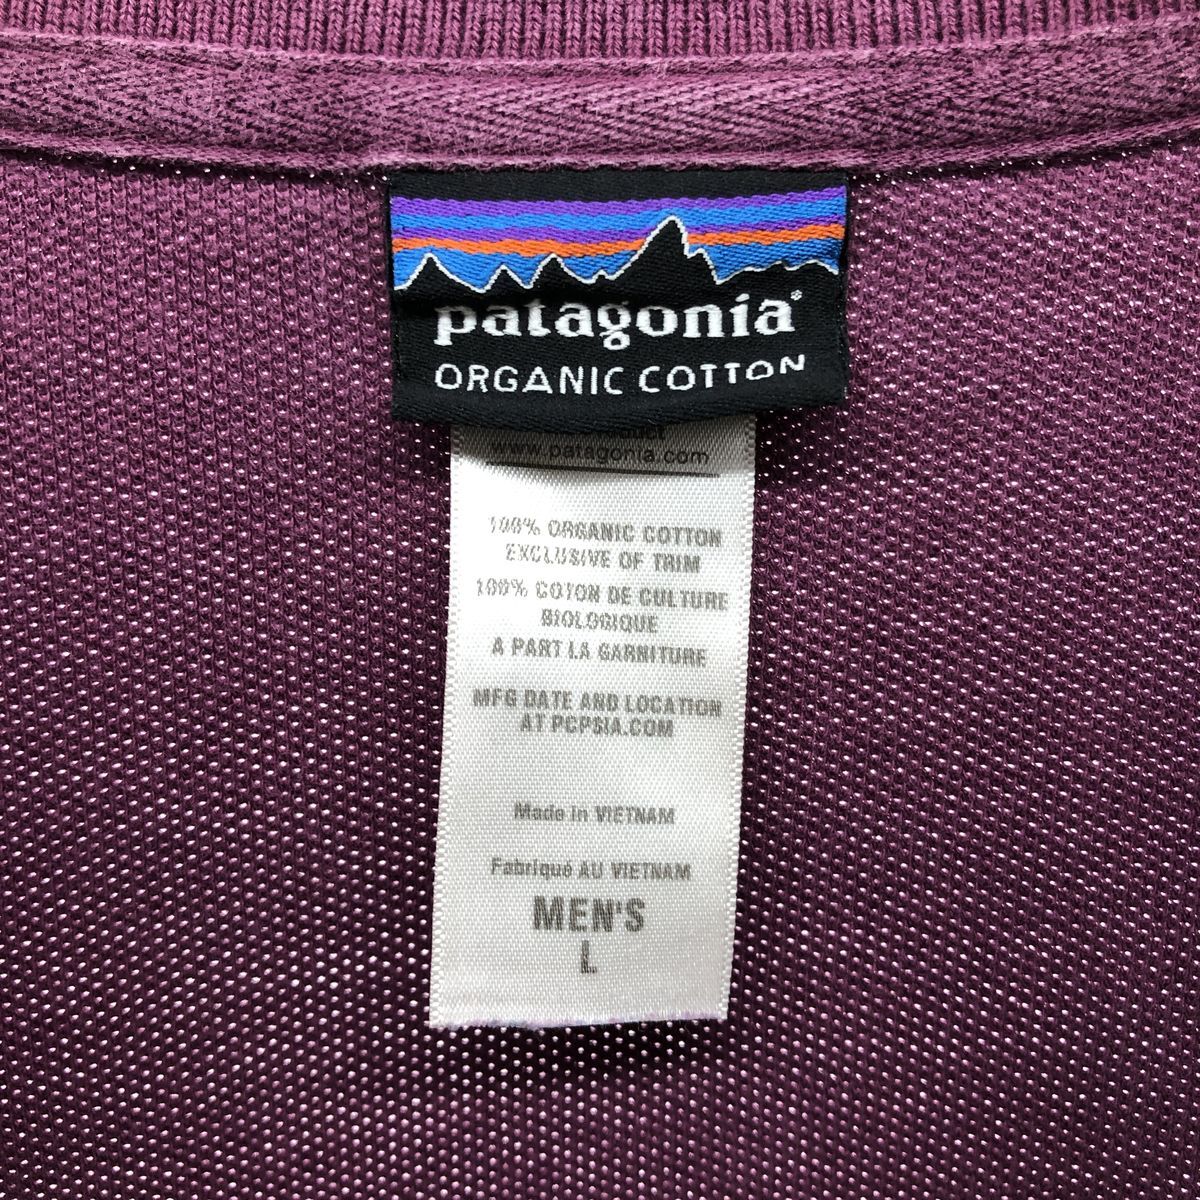 patagonia®
ORGANIC COTTON
www.patagonia.com
100% ORGANIC COTTON
EXCLUSIVE OF TRIM
100% COTON DE CULTURE
BIOLOGIQUE
A PART LA GARNITURE
MFG DATE AND LOCATION
AT PCPSIA.COM
Made in VIETNAM
Fabriqué AU VIETNAM
MEN'S
L